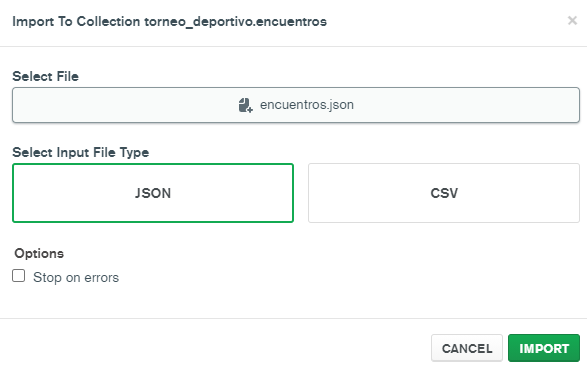 Import To Collection torneo_deportivo.encuentros
×
Select File
encuentros.json
Select Input File Type
JSON
CSV
Options
Stop on errors
CANCEL
IMPORT